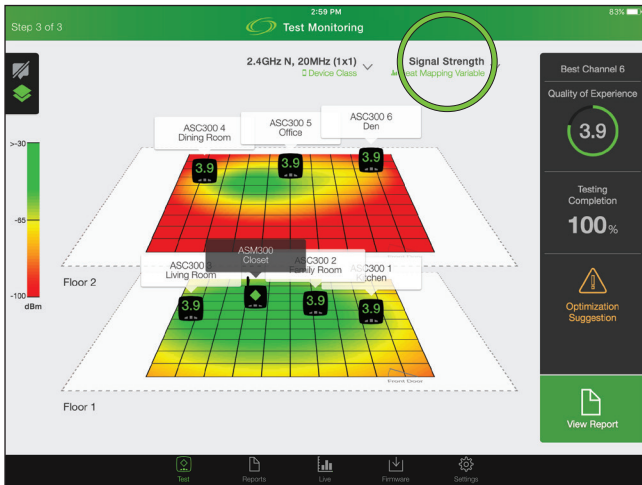 2:59 PM
83%
Step 3 of 3
Test Monitoring
2.4GHz N, 20MHz (1x1)
Device Class
Signal Strength
Heat Mapping Variable
Best Channel 6
Quality of Experience
3.9
Testing
Completion
100%
Optimization
Suggestion
View Report
>-30
-65
-100
dBm
ASC300 4
Dining Room
ASC300 5
Office
ASC300 6
Den
3.9
3.9
3.9
Floor 2
ASM300
Closet
Living Room
ASC300 2
Family Room
ASC300 1
Kitchen
3.9
3.9
3.9
Front Door
Floor 1
Test
Reports
Live
Firmware
Settings